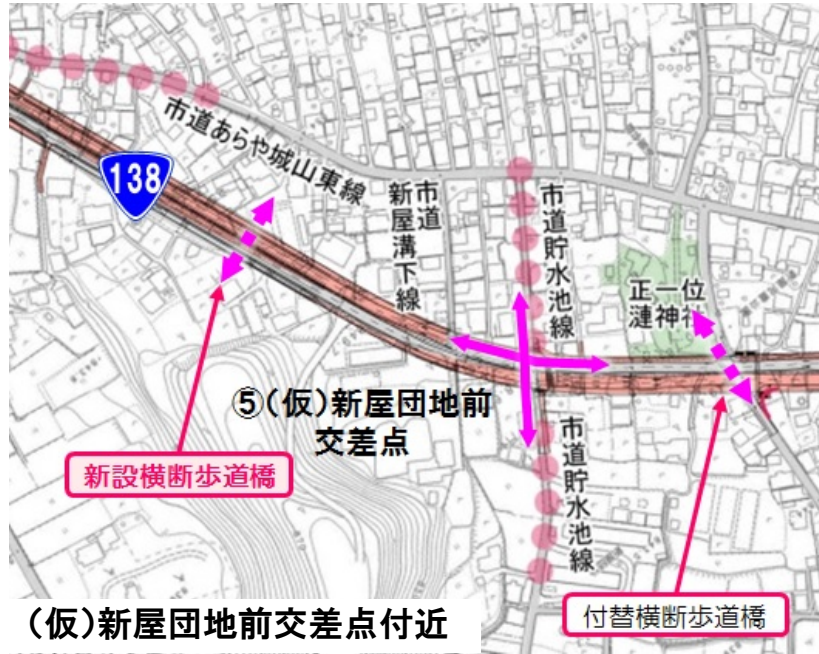 市道あらや城山東線
138
市道
新屋溝下線
市道貯水池線
正一位
漣神社
⑤(仮)新屋団地前
交差点
新設横断歩道橋
市道貯水池線
付替横断歩道橋
(仮)新屋団地前交差点付近